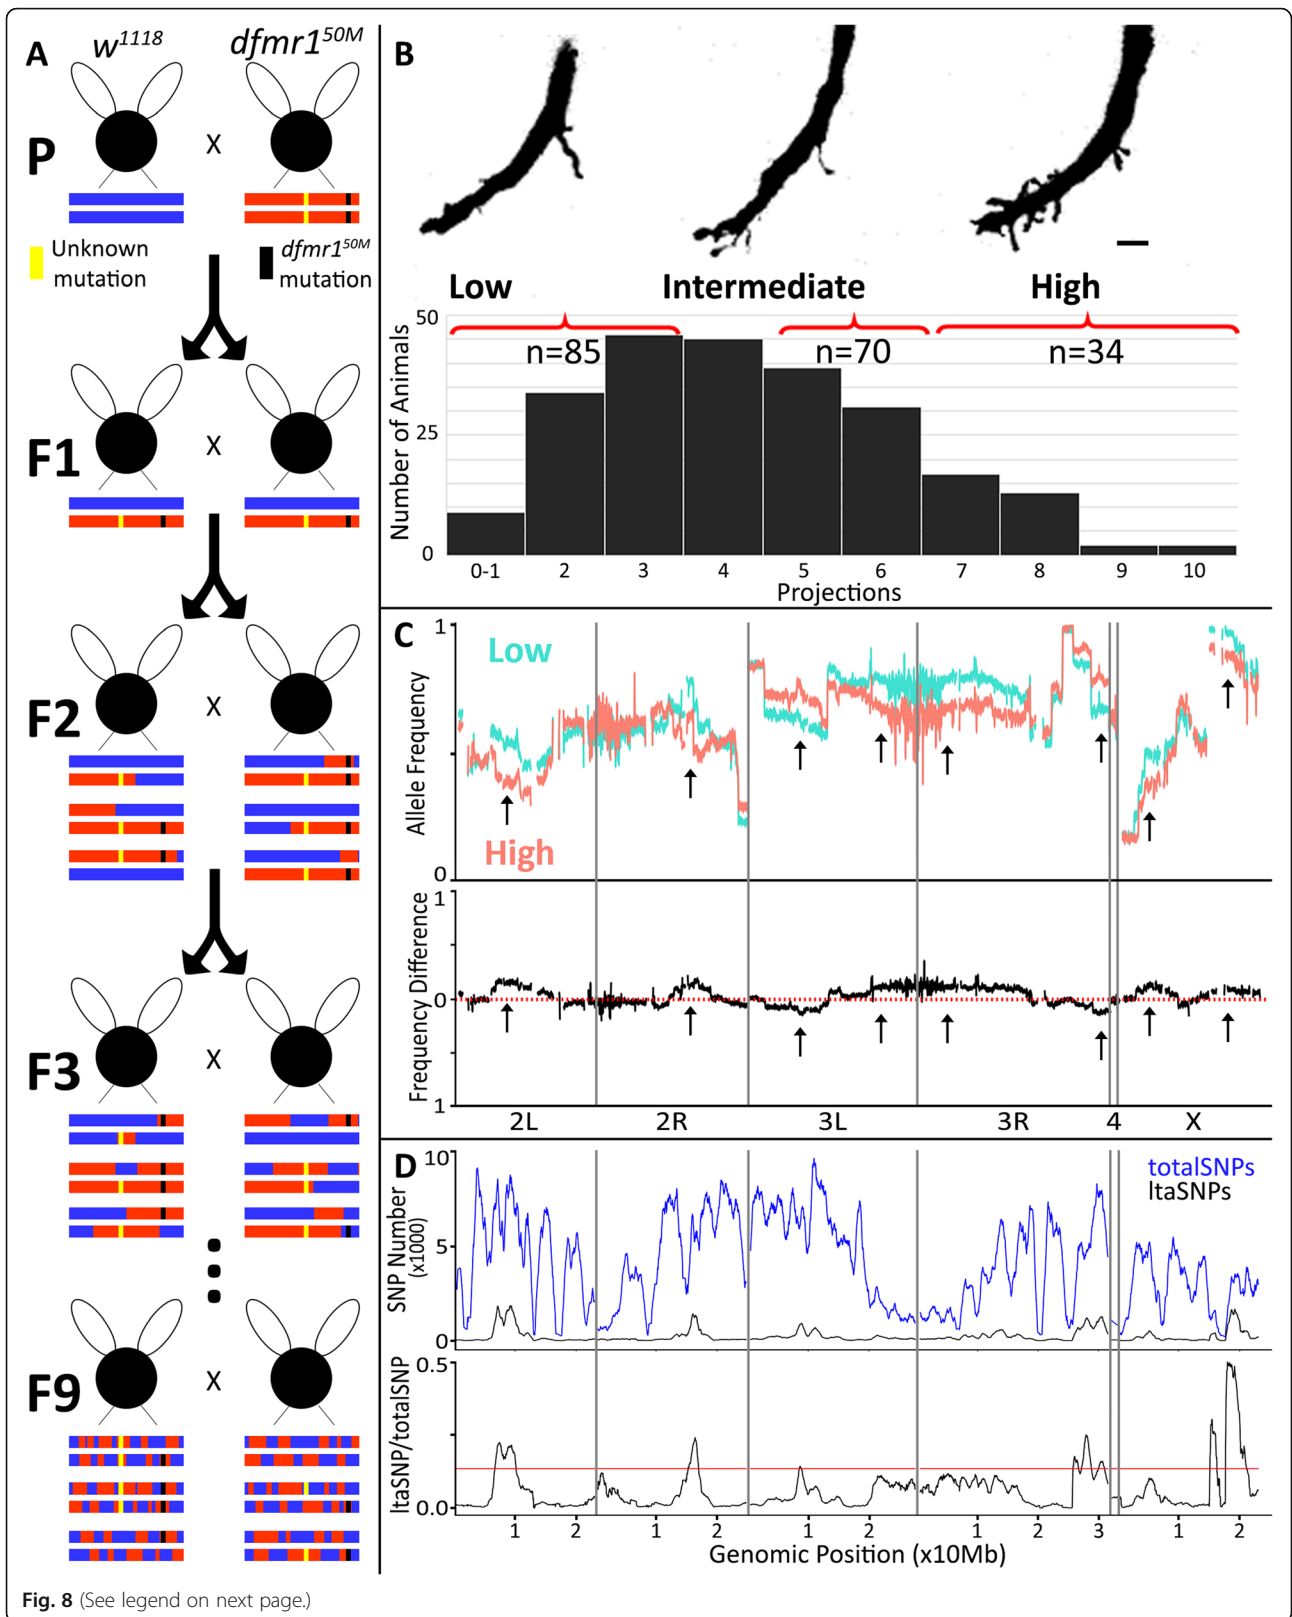 A
w1118
dfmr150M
P
X
Unknown
mutation
dfmr150M
mutation
F1
X
F2
X
F3
X
F9
X
B
Low
Intermediate
High
50
25
0
Number of Animals
n=85
n=70
n=34
0-1 2 3 4 5 6 7 8 9 10
Projections
C
1
0
Allele Frequency
Low
High
1
0
1
Frequency Difference
2L 2R 3L 3R 4 X
D
10
5
0
SNP Number
(x1000)
totalSNPs
ltaSNPs
0.5
0.0
ltaSNP/totalSNP
1 2 1 2 1 2 1 2 3 1 2
Genomic Position (x10Mb)
Fig. 8 (See legend on next page.)